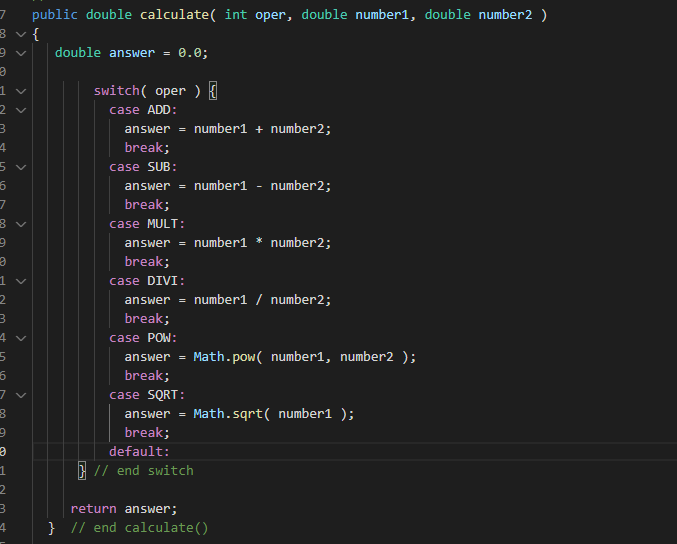 7 public double calculate( int oper, double number1, double number2 )
8 {
9 double answer = 0.0;
0
1 switch( oper ) {
2 case ADD:
3 answer = number1 + number2;
4 break;
5 case SUB:
6 answer = number1 - number2;
7 break;
8 case MULT:
9 answer = number1 * number2;
0 break;
1 case DIVI:
2 answer = number1 / number2;
3 break;
4 case POW:
5 answer = Math.pow( number1, number2 );
6 break;
7 case SQRT:
8 answer = Math.sqrt( number1 );
9 break;
0 default:
1 } // end switch
2
3 return answer;
4 } // end calculate()